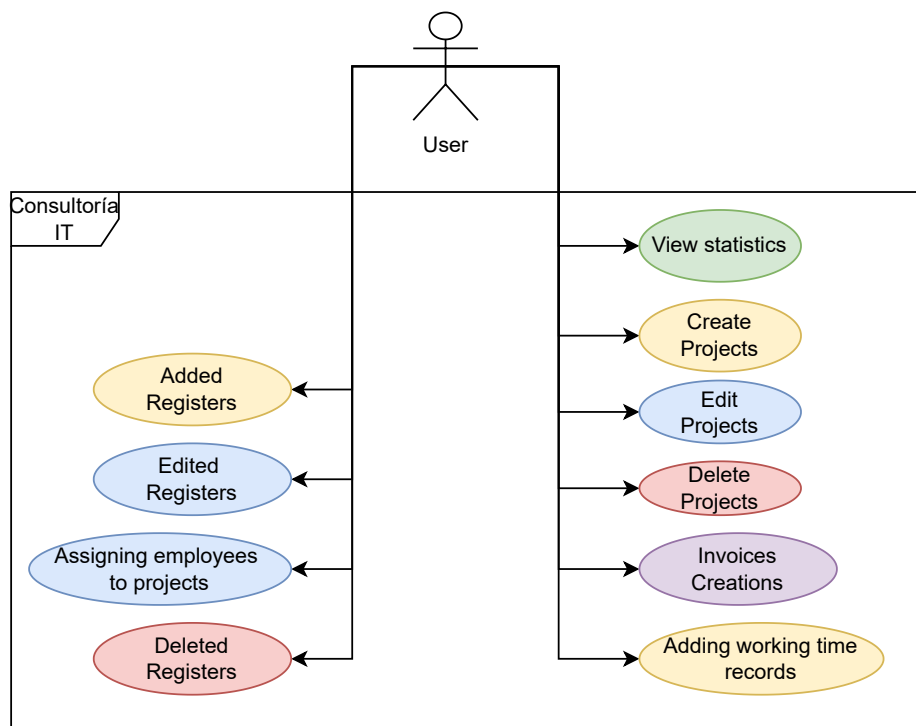 User
Consultoría
IT
View statistics
Create
Projects
Added
Registers
Edit
Projects
Edited
Registers
Delete
Projects
Assigning employees
to projects
Invoices
Creations
Deleted
Registers
Adding working time
records